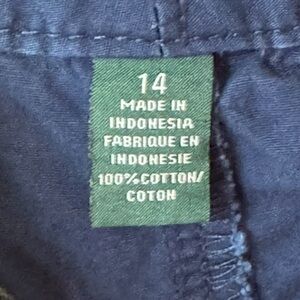 14
MADE IN
INDONESIA
FABRIQUE EN
INDONESIE
100%COTTON/
COTON